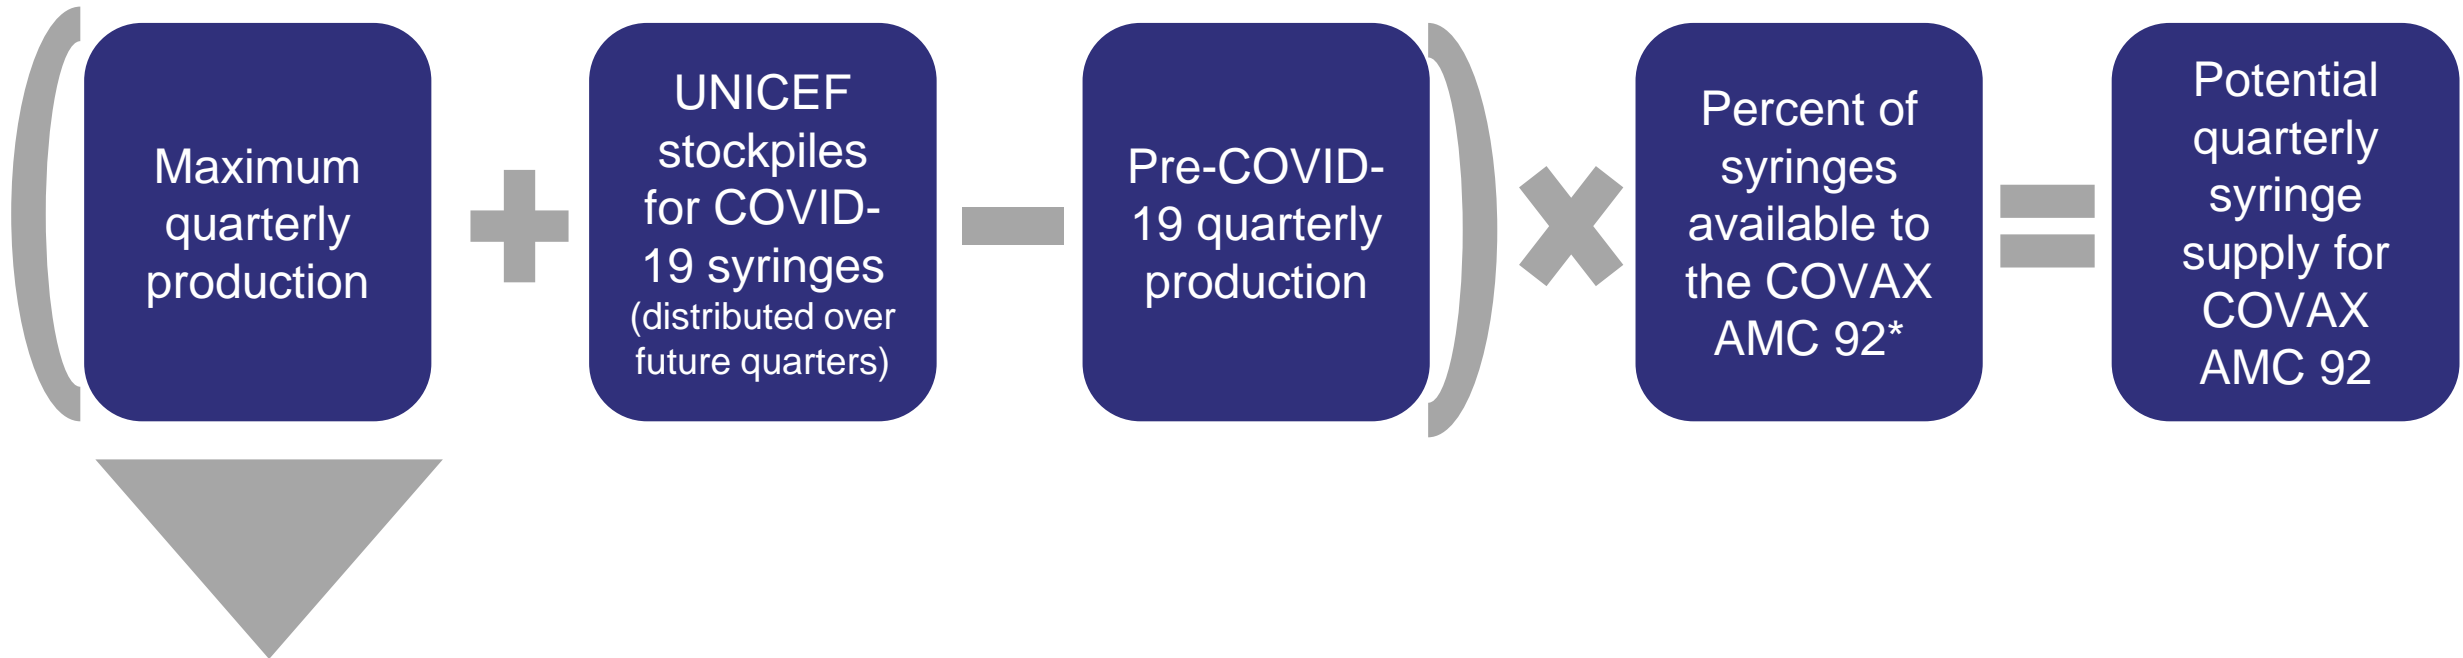 Maximum
quarterly
production
UNICEF
stockpiles
for COVID-
19 syringes
(distributed over
future quarters)
Pre-COVID-
19 quarterly
production
Percent of
syringes
available to
the COVAX
AMC 92*
Potential
quarterly
syringe
supply for
COVAX
AMC 92